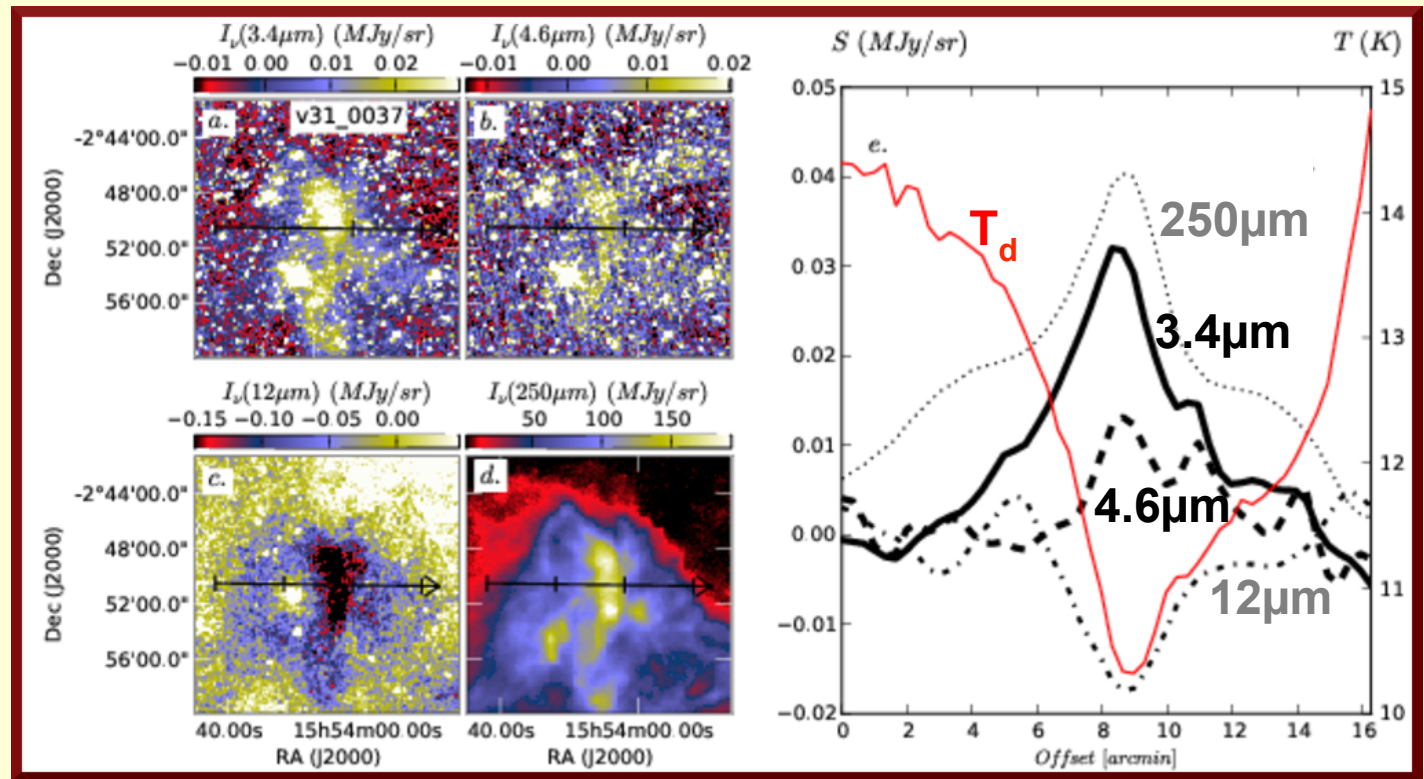 I_ν(3.4μm) (MJy/sr)
−0.01 0.00 0.01 0.02
I_ν(4.6μm) (MJy/sr)
−0.01 0.00 0.01 0.02
Dec (J2000)
-2°44'00.0"
48'00.0"
52'00.0"
56'00.0"
a.
v31_0037
b.
I_ν(12μm) (MJy/sr)
−0.15 −0.10 −0.05 0.00
I_ν(250μm) (MJy/sr)
50 100 150
Dec (J2000)
-2°44'00.0"
48'00.0"
52'00.0"
56'00.0"
c.
d.
40.00s 15h54m00.00s
RA (J2000)
40.00s 15h54m00.00s
RA (J2000)
S (MJy/sr)
T (K)
0.05
0.04
0.03
0.02
0.01
0.00
−0.01
−0.02
e.
T_d
250μm
3.4μm
4.6μm
12μm
15
14
13
12
11
10
0 2 4 6 8 10 12 14 16
Offset [arcmin]